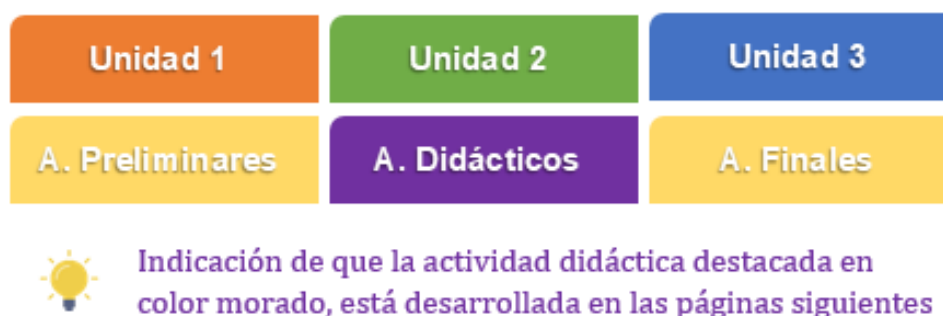 Unidad 1
Unidad 2
Unidad 3
A. Preliminares
A. Didácticos
A. Finales
Indicación de que la actividad didáctica destacada en
color morado, está desarrollada en las páginas siguientes